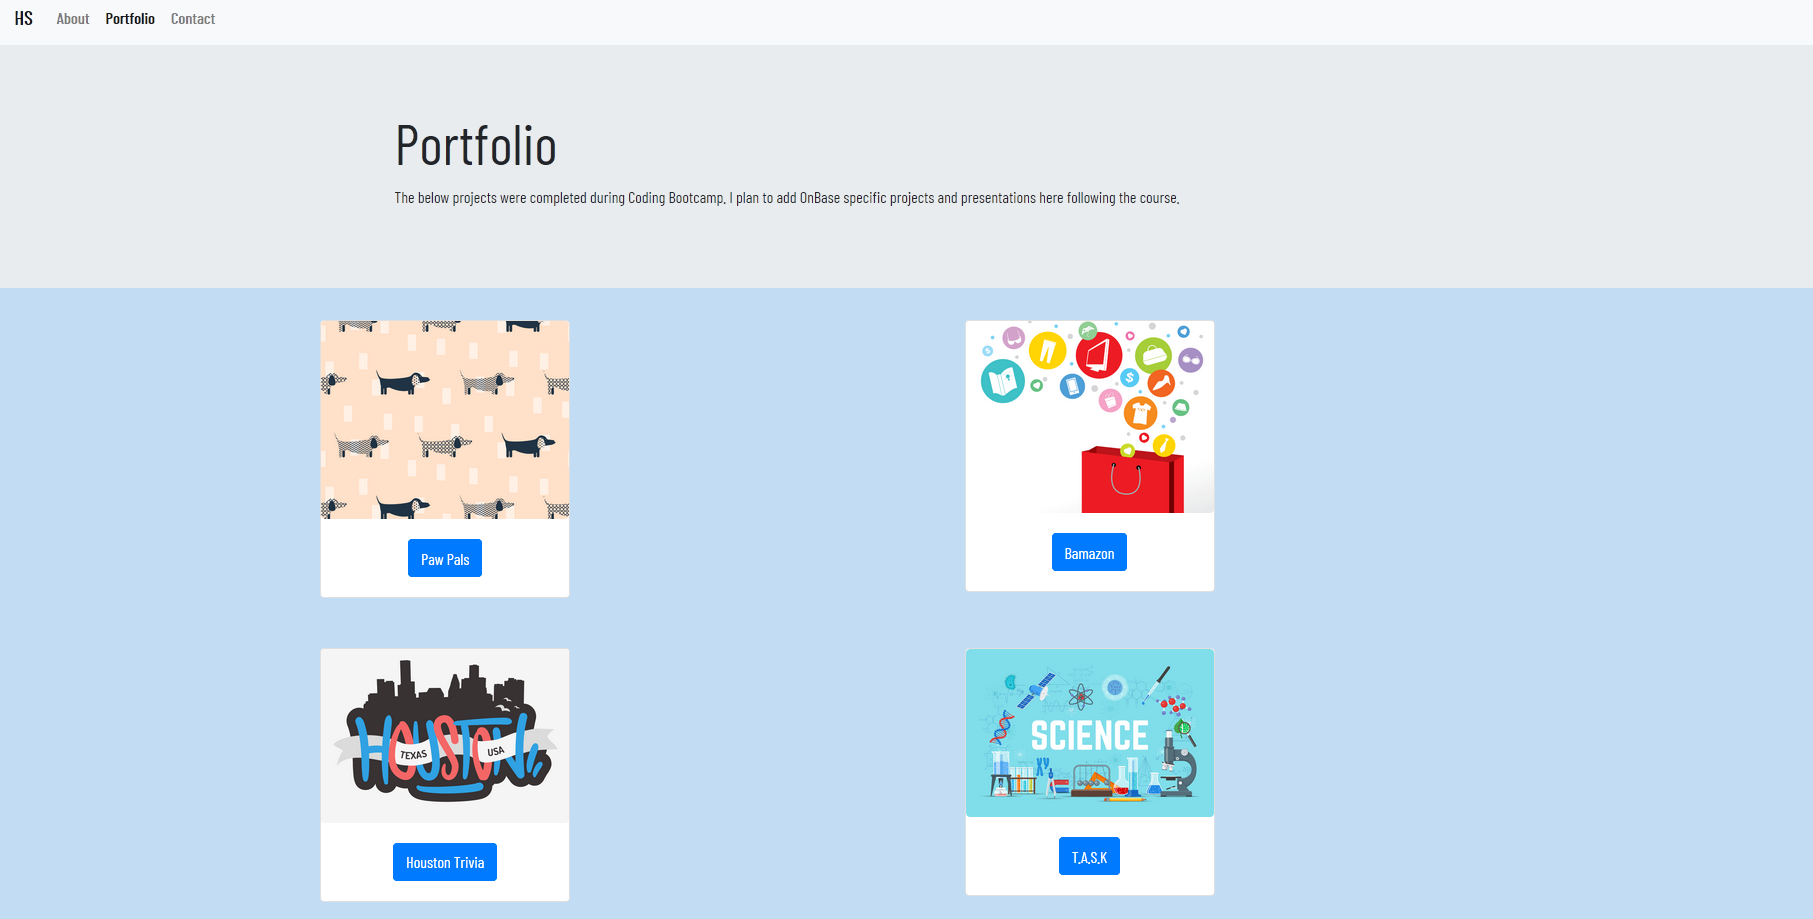 HS About Portfolio Contact
Portfolio
The below projects were completed during Coding Bootcamp. I plan to add OnBase specific projects and presentations here following the course.
$
Paw Pals
Bamazon
HOUSTON
TEXAS USA
SCIENCE
Houston Trivia
T.A.S.K